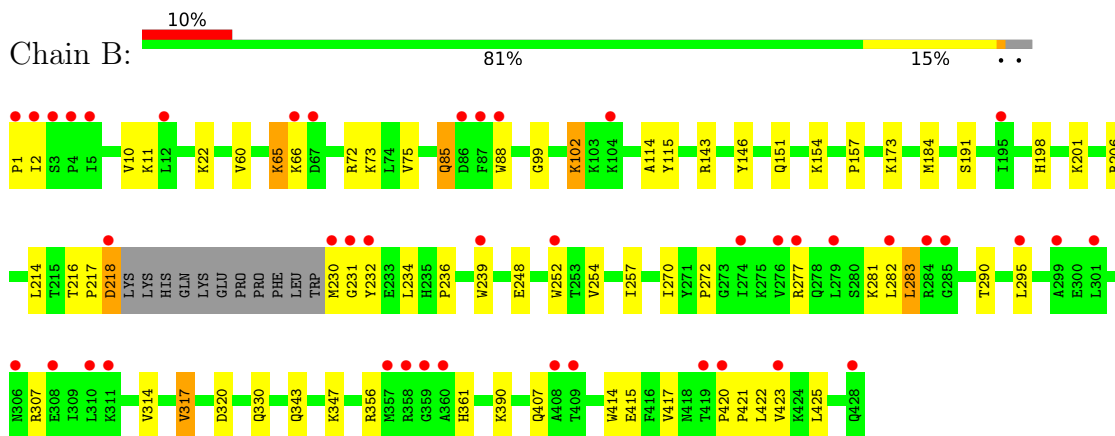 10%
Chain B:
81% 15% • •
P1 I2 S3 P4 I5 V10 K11 L12 K22 V60 K65 K66 D67 R72 K73 L74 V75 Q85 D86 F87 W88 G99 K102 K103 K104 A114 Y115 R143 Y146 Q151 K154 P157 K173 M184 S191 I195 H198 K201
L214 T215 T216 P217 D218 LYS LYS HIS GLN LYS GLU PRO PRO PHE LEU TRP M230 G231 Y232 E233 L234 H235 P236 W239 E248 W252 T253 V254 I257 I270 Y271 P272 G273 I274 K275 V276 R277 Q278 L279 S280 K281 L282 L283 R284 G285 T290 L295 A299 E300 L301
N306 R307 E308 I309 L310 K311 V314 V317 D320 Q330 Q343 K347 R356 M357 R358 G359 A360 H361 K390 Q407 A408 T409 W414 E415 F416 V417 N418 T419 P420 P421 L422 V423 K424 L425 Q428